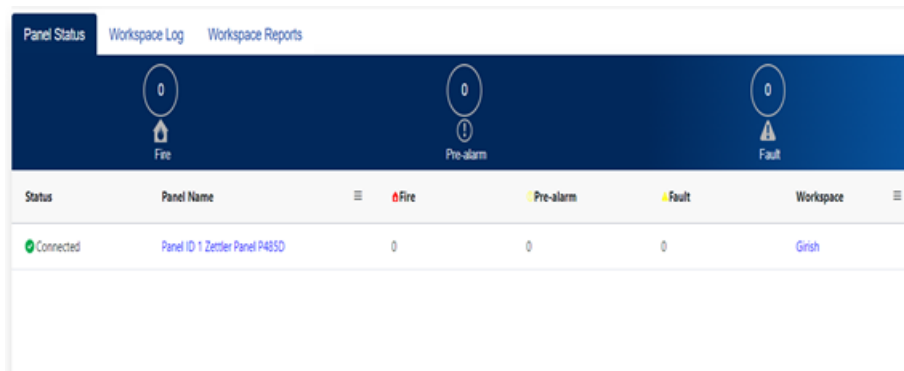 Panel Status Workspace Log Workspace Reports
0 0 0
Fire Pre-alarm Fault
Status Panel Name Fire Pre-alarm Fault Workspace
Connected Panel ID 1 Zettler Panel P485D 0 0 0 Girish